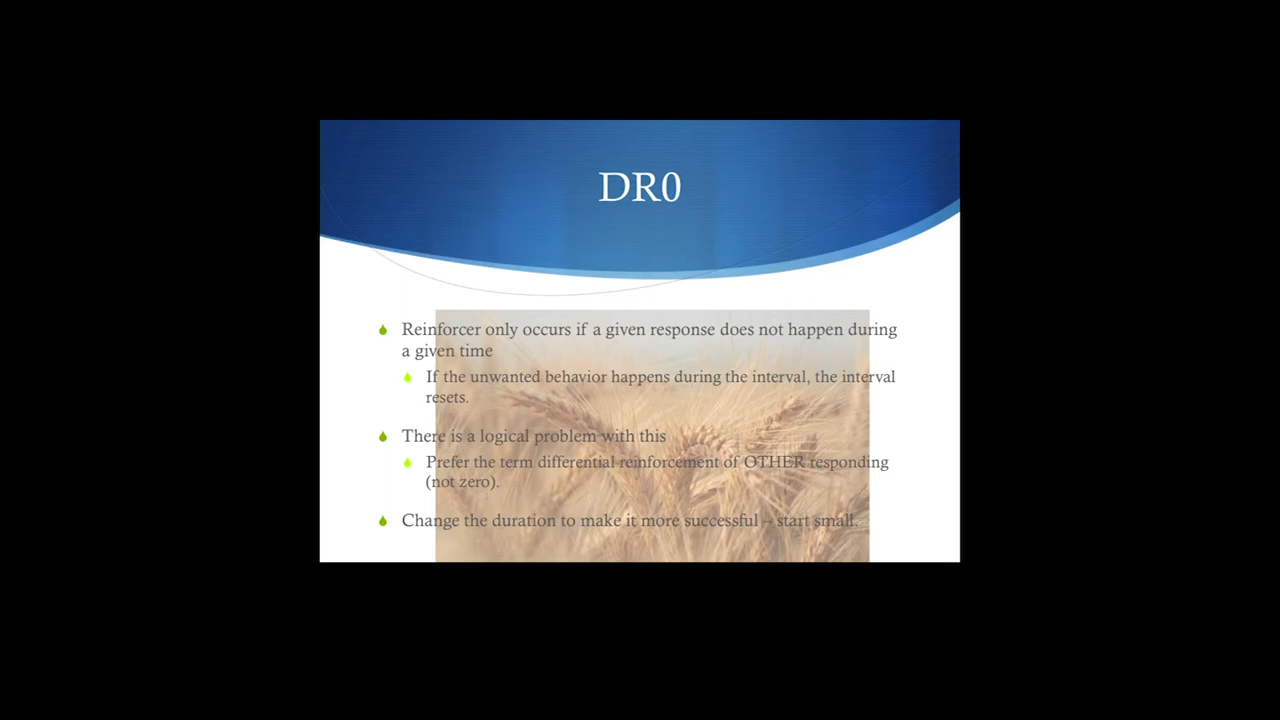 DR0
Reinforcer only occurs if a given response does not happen during
a given time
If the unwanted behavior happens during the interval, the interval
resets.
There is a logical problem with this
Prefer the term differential reinforcement of OTHER responding
(not zero).
Change the duration to make it more successful – start small.